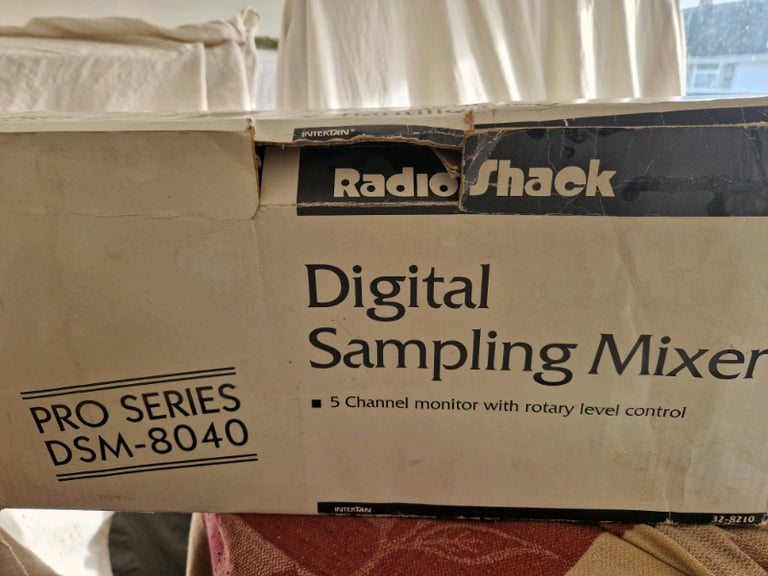 INTERTAN®
Radio Shack
Digital
Sampling Mixer
■ 5 Channel monitor with rotary level control
PRO SERIES
DSM-8040
INTERTAN
32-8210